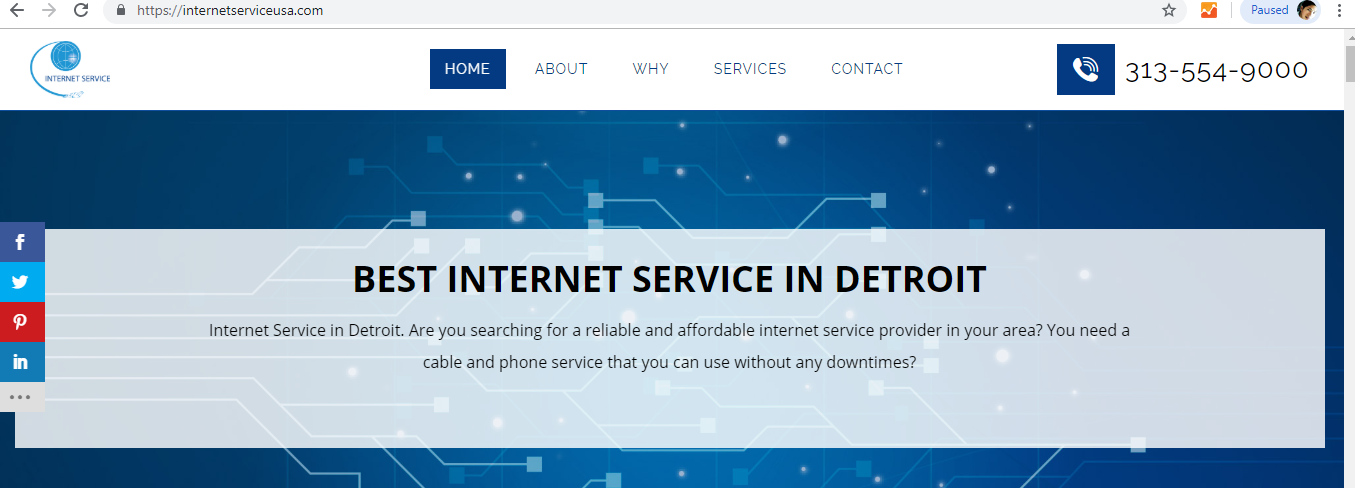 https://internetserviceusa.com
Paused
INTERNET SERVICE
HOME ABOUT WHY SERVICES CONTACT
313-554-9000
BEST INTERNET SERVICE IN DETROIT
Internet Service in Detroit. Are you searching for a reliable and affordable internet service provider in your area? You need a
cable and phone service that you can use without any downtimes?